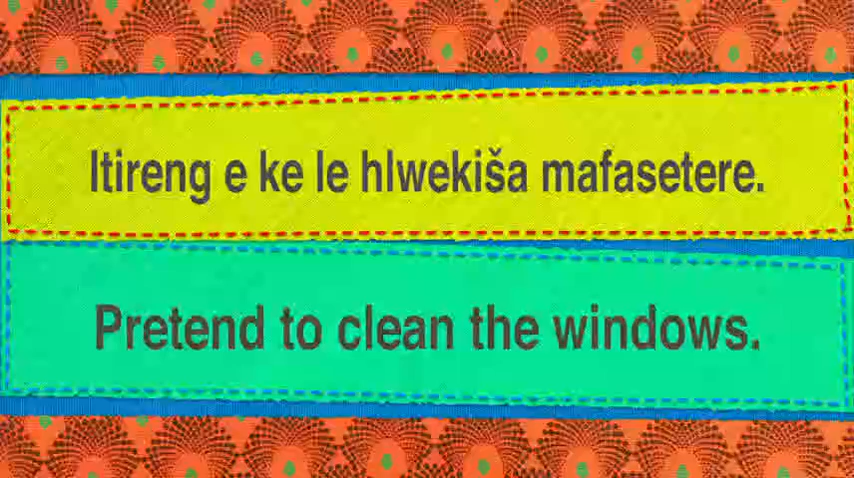 Itireng e ke le hlwekiša mafasetere.
Pretend to clean the windows.